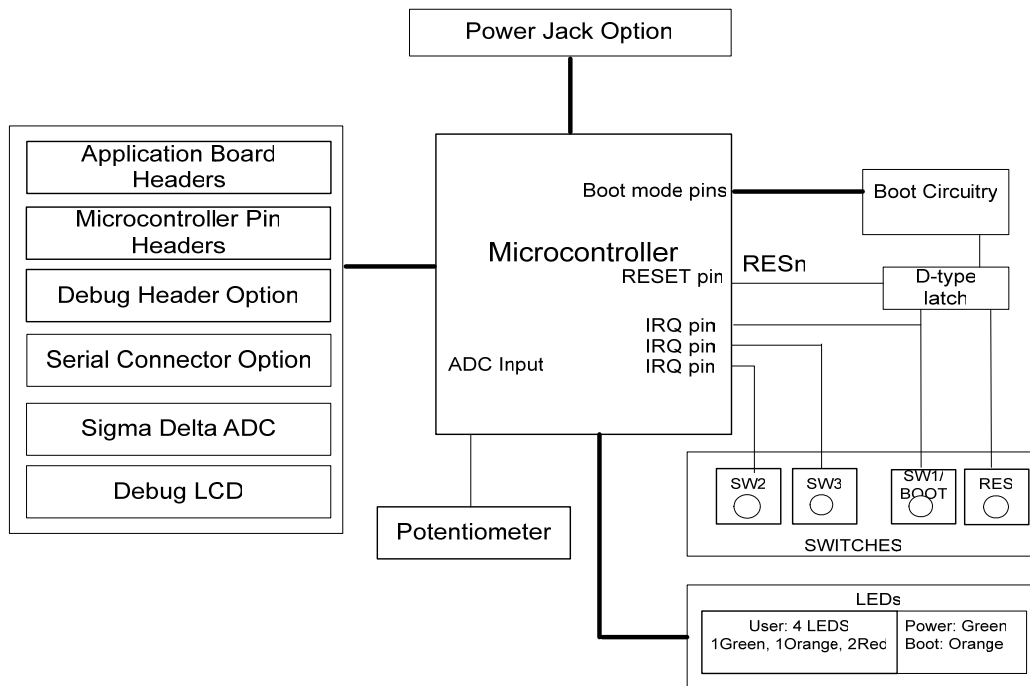 Power Jack Option
Application Board
Headers
Microcontroller Pin
Headers
Debug Header Option
Serial Connector Option
Sigma Delta ADC
Debug LCD
Boot mode pins
Microcontroller
RESET pin
IRQ pin
IRQ pin
IRQ pin
ADC Input
RESn
Boot Circuitry
D-type
latch
Potentiometer
SW2
SW3
SW1/
BOOT
RES
SWITCHES
LEDs
User: 4 LEDS
1Green, 1Orange, 2Red
Power: Green
Boot: Orange